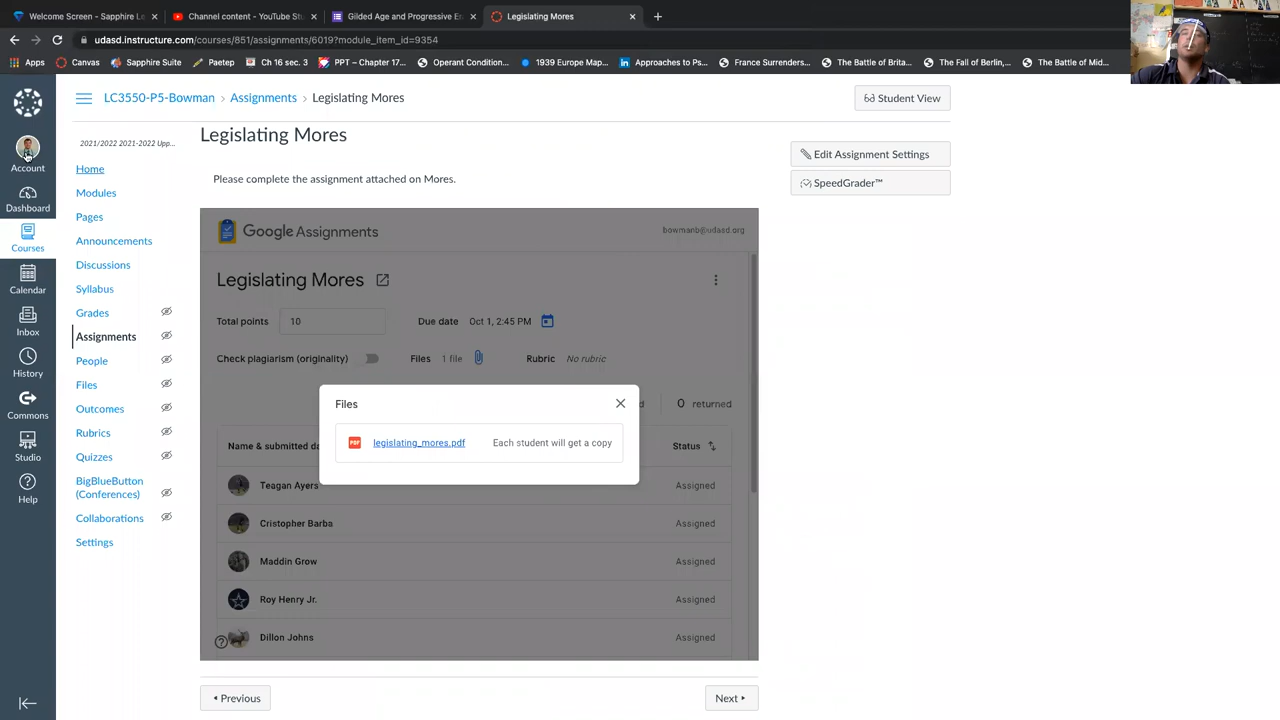 Welcome Screen - Sapphire Le
Channel content - YouTube Stu
Gilded Age and Progressive E
Legislating Mores
udasd.instructure.com/courses/851/assignments/6019?module_item_id=9354
Apps
Canvas
Sapphire Suite
Paetep
Ch 16 sec. 3
PPT – Chapter 17...
Operant Condition...
1939 Europe Map...
Approaches to Ps...
France Surrenders...
The Battle of Brita...
The Fall of Berlin,...
The Battle of Mid...
LC3550-P5-Bowman › Assignments › Legislating Mores
Student View
2021/2022 2021-2022 Upp...
Account
Dashboard
Courses
Calendar
Inbox
History
Commons
Studio
Help
Home
Modules
Pages
Announcements
Discussions
Syllabus
Grades
Assignments
People
Files
Outcomes
Rubrics
Quizzes
BigBlueButton
(Conferences)
Collaborations
Settings
Legislating Mores
Please complete the assignment attached on Mores.
Edit Assignment Settings
SpeedGrader™
Google Assignments
bowmanb@udasd.org
Legislating Mores
Total points 10 Due date Oct 1, 2:45 PM
Check plagiarism (originality) Files 1 file Rubric No rubric
0 returned
Files
PDF legislating_mores.pdf Each student will get a copy
Name & submitted da
Status
Teagan Ayers Assigned
Cristopher Barba Assigned
Maddin Grow Assigned
Roy Henry Jr. Assigned
Dillon Johns Assigned
Previous
Next